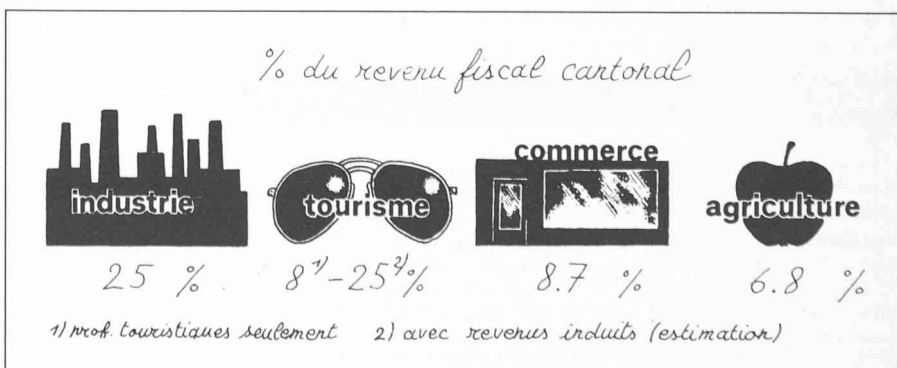 % du revenu fiscal cantonal
industrie tourisme commerce agriculture
25 % 8¹⁾-25²⁾% 8.7 % 6.8 %
1) prof. touristiques seulement 2) avec revenus induits (estimation)